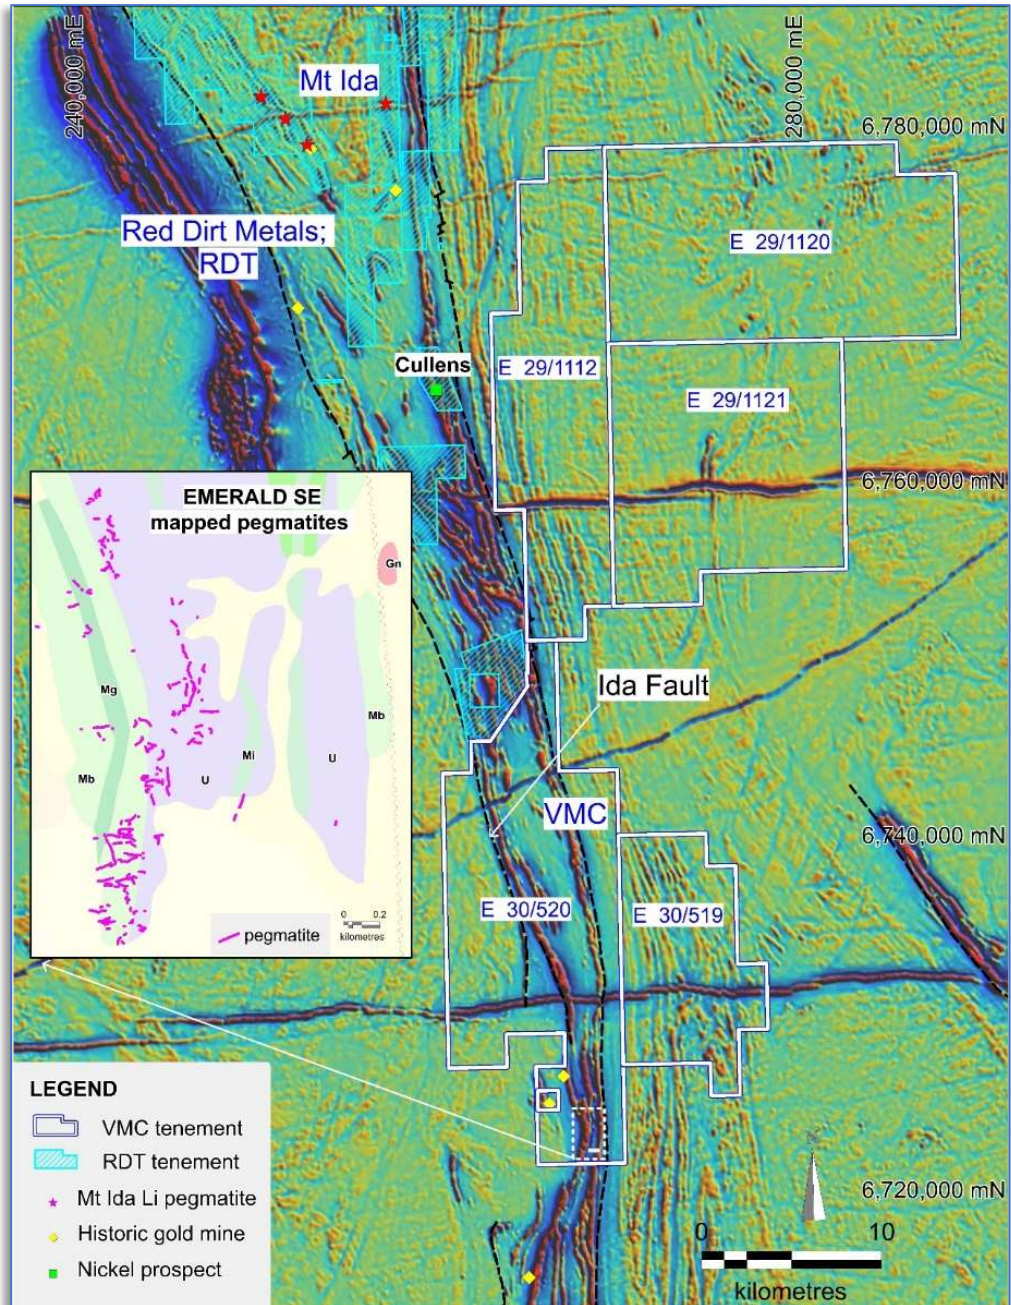 240,000 mE
280,000 mE
Mt Ida
6,780,000 mN
Red Dirt Metals;
RDT
E 29/1120
Cullens
E 29/1112
E 29/1121
6,760,000 mN
EMERALD SE
mapped pegmatites
Gn
Mg
Mb
Mi
Mb
U
U
pegmatite
0 0.2
kilometres
Ida Fault
VMC
6,740,000 mN
E 30/520
E 30/519
LEGEND
VMC tenement
RDT tenement
Mt Ida Li pegmatite
Historic gold mine
Nickel prospect
6,720,000 mN
0 10
kilometres